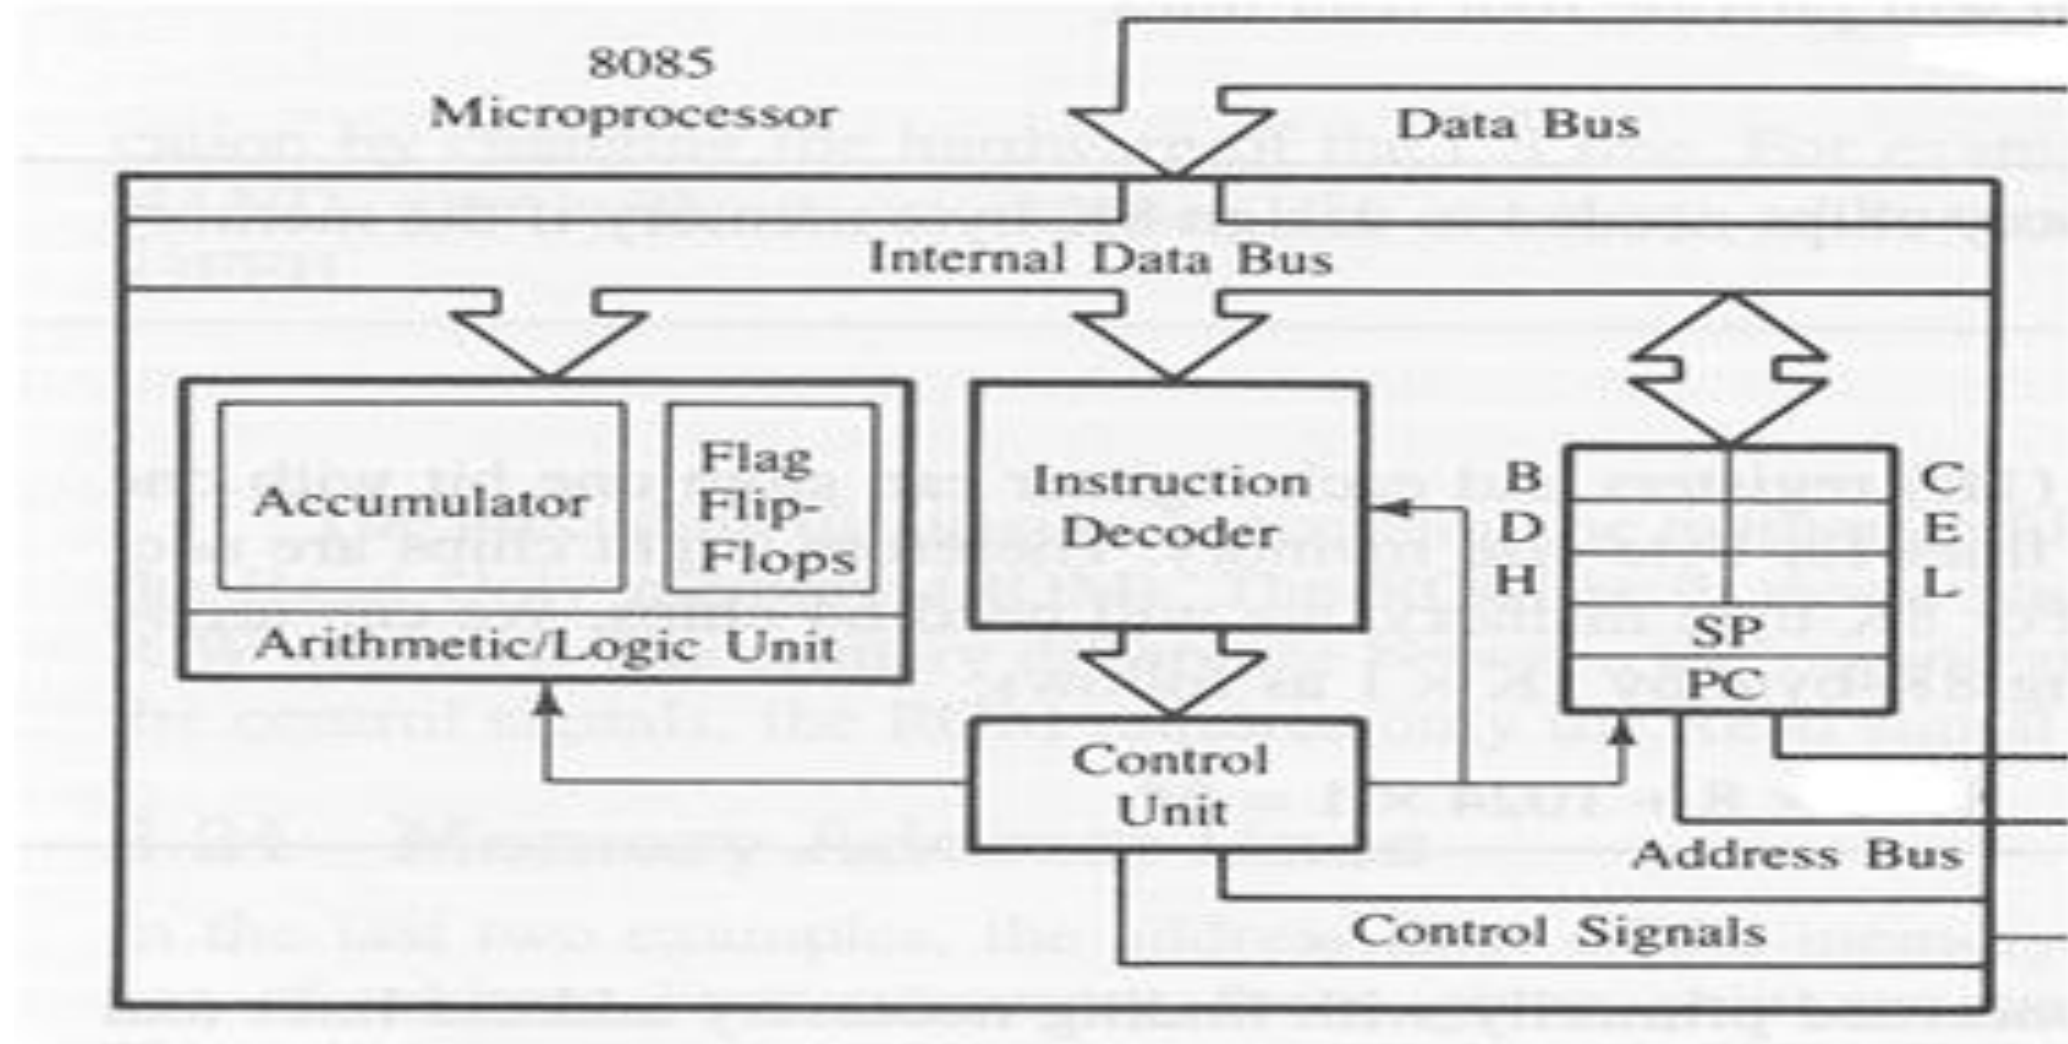 8085
Microprocessor
Data Bus
Internal Data Bus
Accumulator
Flag
Flip-
Flops
Arithmetic/Logic Unit
Instruction
Decoder
Control
Unit
B
C
D
E
H
L
SP
PC
Address Bus
Control Signals